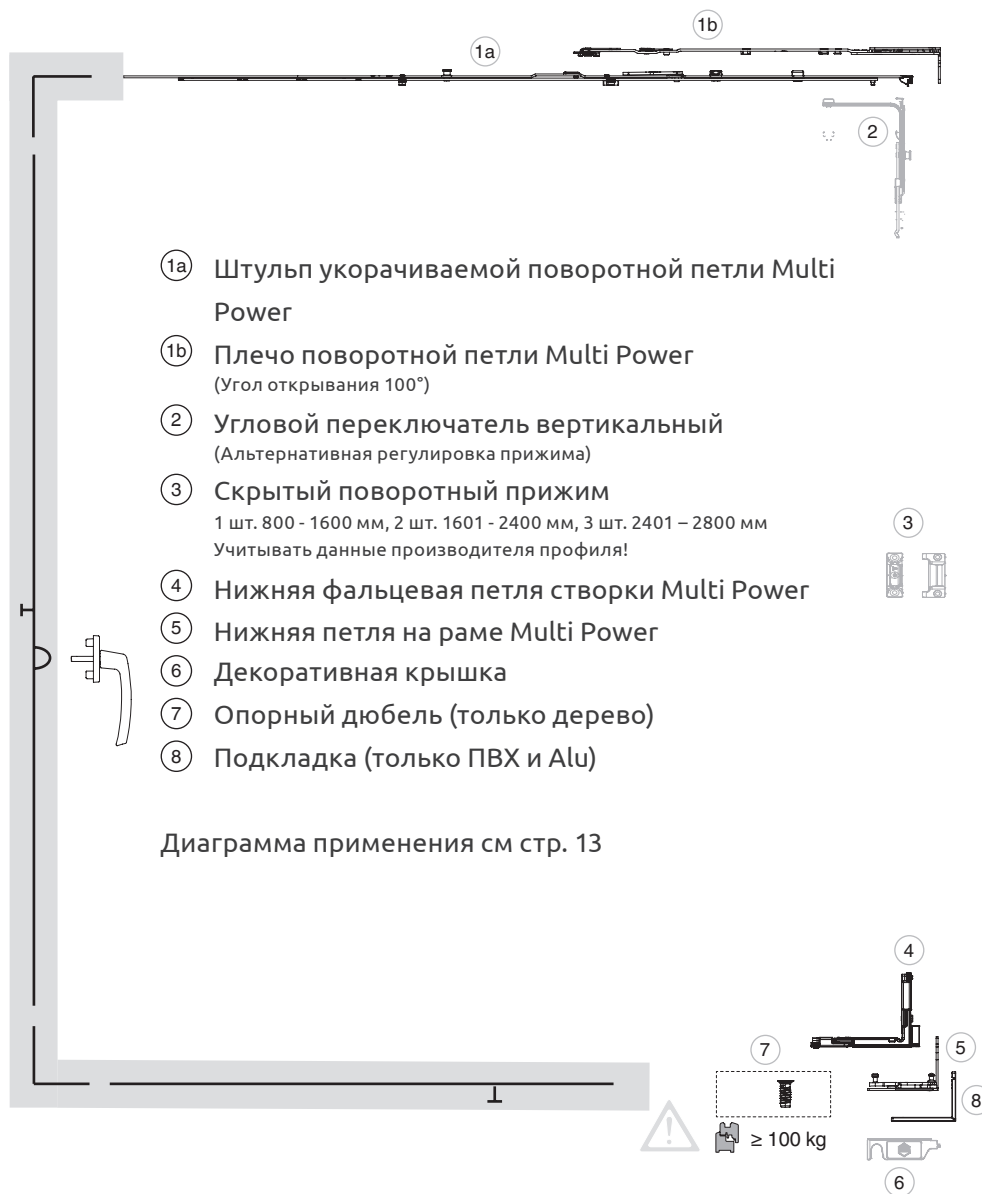 1b
1a
2
1a Штульп укорачиваемой поворотной петли Multi
Power
1b Плечо поворотной петли Multi Power
(Угол открывания 100°)
2 Угловой переключатель вертикальный
(Альтернативная регулировка прижима)
3 Скрытый поворотный прижим
1 шт. 800 - 1600 мм, 2 шт. 1601 - 2400 мм, 3 шт. 2401 – 2800 мм
Учитывать данные производителя профиля!
3
4 Нижняя фальцевая петля створки Multi Power
5 Нижняя петля на раме Multi Power
6 Декоративная крышка
7 Опорный дюбель (только дерево)
8 Подкладка (только ПВХ и Alu)
Диаграмма применения см стр. 13
4
7
5
8
≥ 100 kg
6